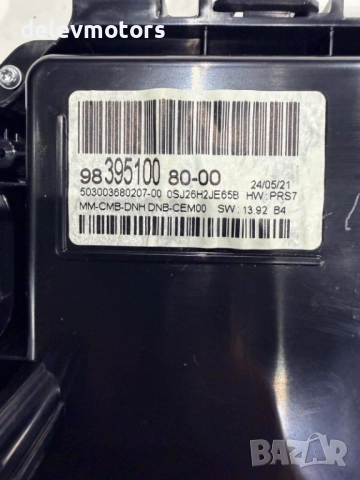 delevmotors
98 395100 80-00 24/05/21
503003680207-00 0SJ26H2JE65B HW: PRS7
MM-CMB-DNH DNB-CEM00 SW: 13.92 B4
BAZAR